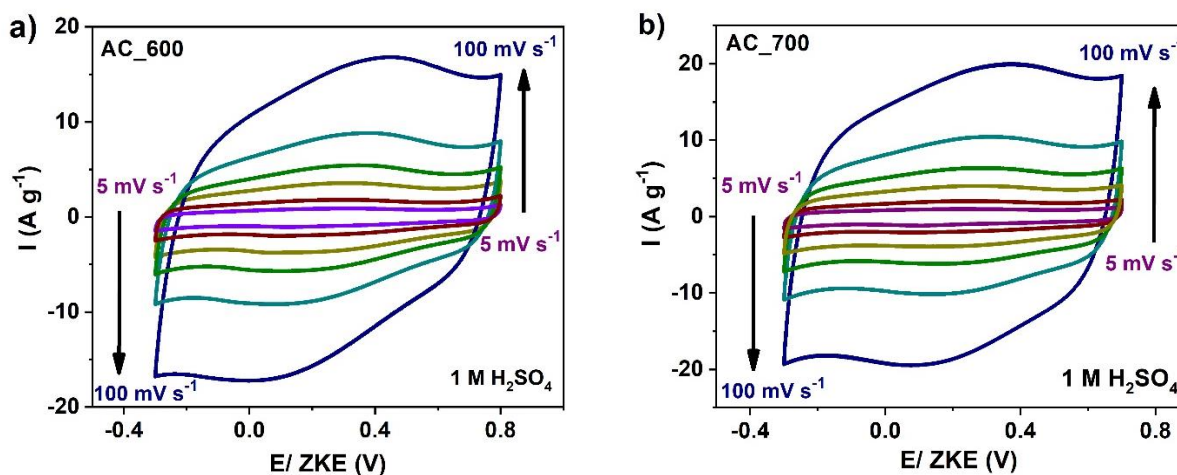 a)
AC_600
100 mV s⁻¹
5 mV s⁻¹
5 mV s⁻¹
100 mV s⁻¹
1 M H₂SO₄
I (A g⁻¹)
20
10
0
-10
-20
-0.4
0.0
0.4
0.8
E/ ZKE (V)
b)
AC_700
100 mV s⁻¹
5 mV s⁻¹
5 mV s⁻¹
100 mV s⁻¹
1 M H₂SO₄
I (A g⁻¹)
20
10
0
-10
-20
-0.4
0.0
0.4
0.8
E/ ZKE (V)